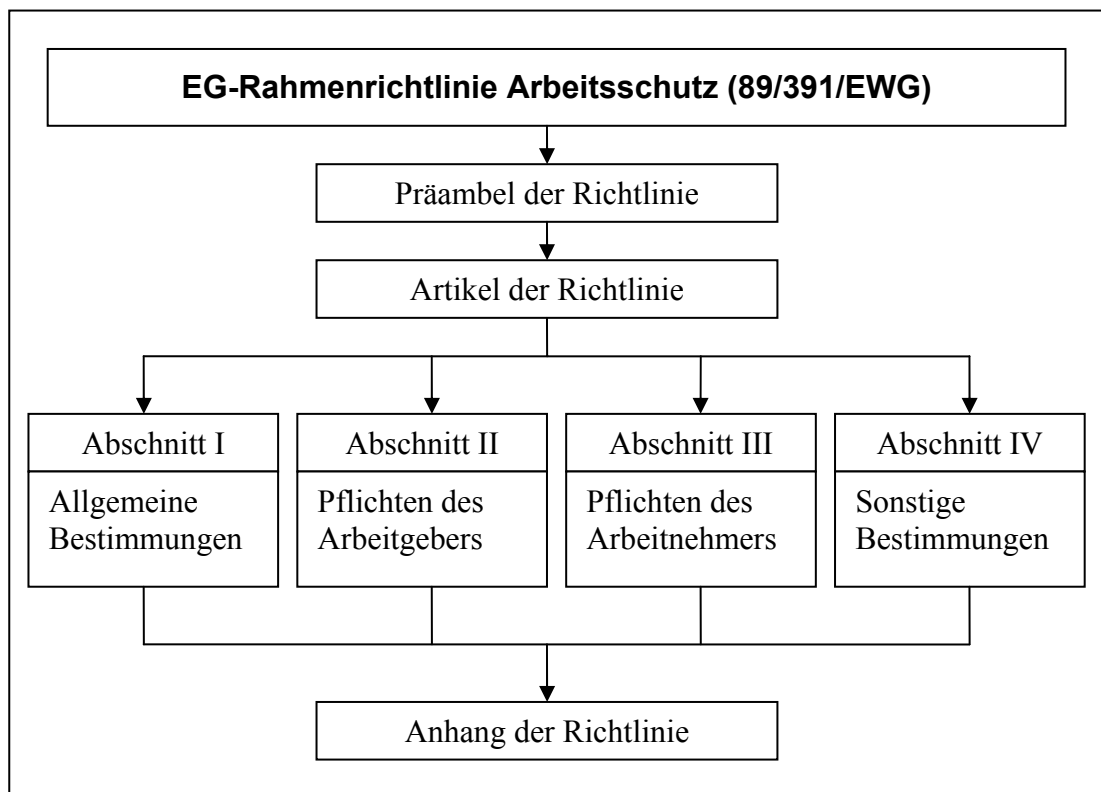 EG-Rahmenrichtlinie Arbeitsschutz (89/391/EWG)
Präambel der Richtlinie
Artikel der Richtlinie
Abschnitt I
Allgemeine
Bestimmungen
Abschnitt II
Pflichten des
Arbeitgebers
Abschnitt III
Pflichten des
Arbeitnehmers
Abschnitt IV
Sonstige
Bestimmungen
Anhang der Richtlinie